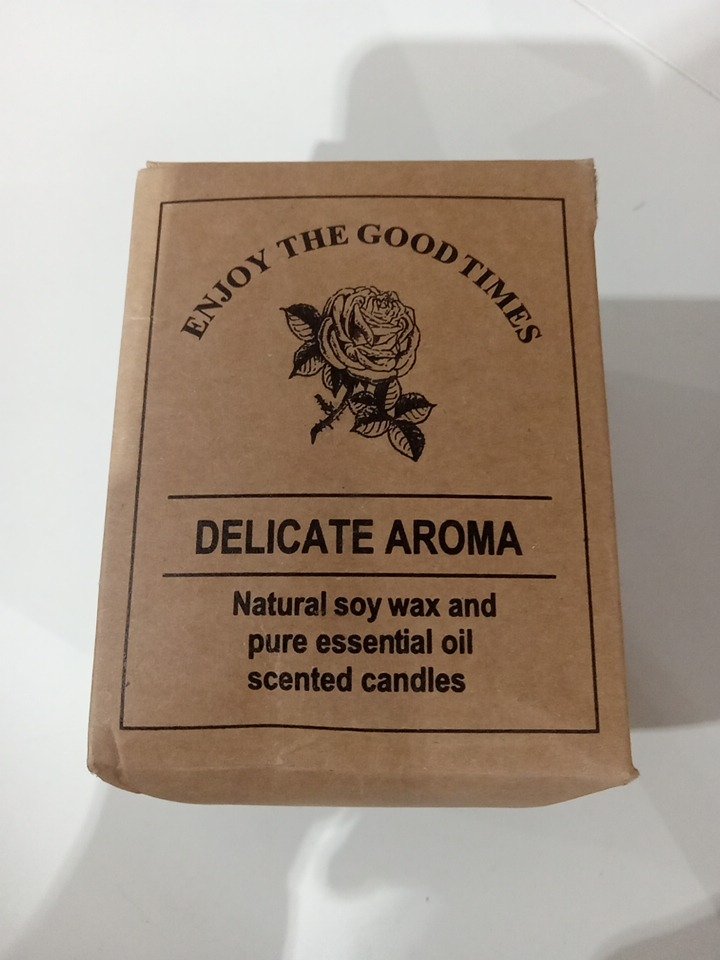 ENJOY THE GOOD TIMES
DELICATE AROMA
Natural soy wax and
pure essential oil
scented candles